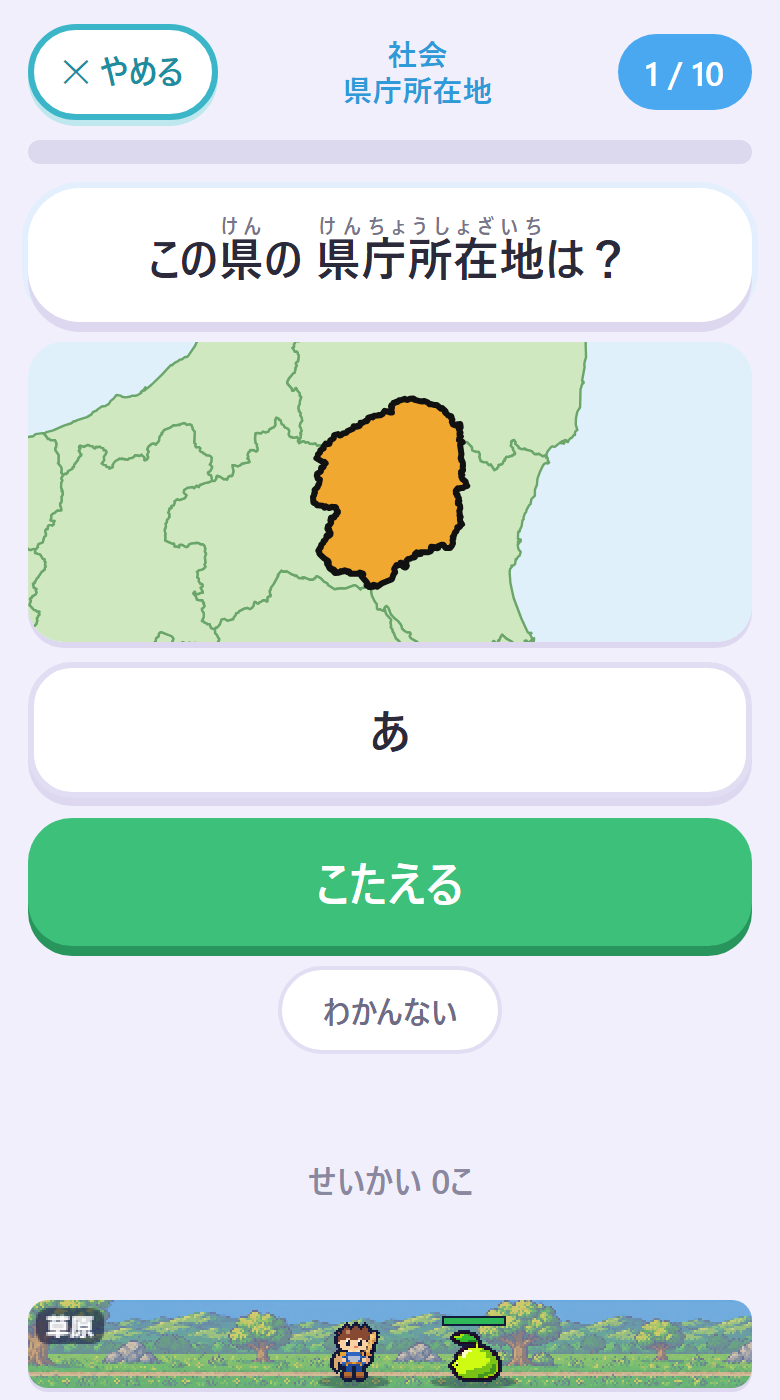 × やめる
社会
県庁所在地
1 / 10
けん けんちょうしょざいち
この県の 県庁所在地は？
あ
こたえる
わかんない
せいかい 0こ
草原